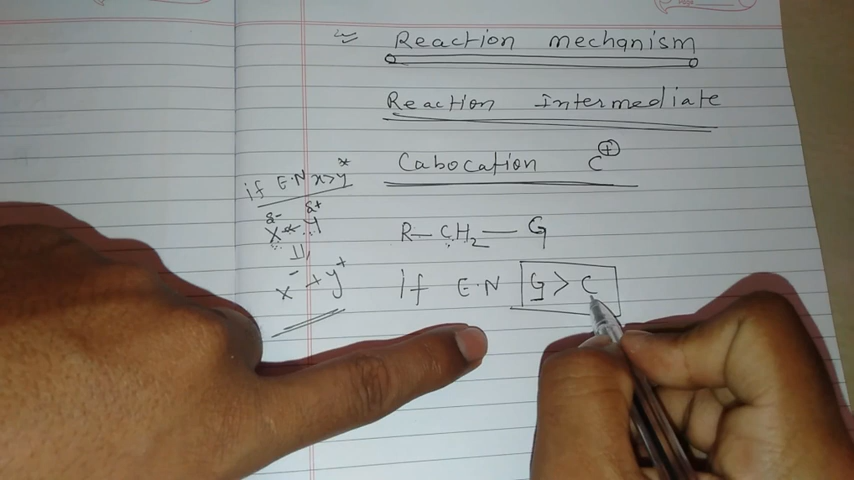 Reaction mechanism
Reaction Intermediate
Cabocation C⊕
R—CH₂—G
if E.N G > C
if E.N x>y
δ- δ+
X Y
x⁻ + y⁺